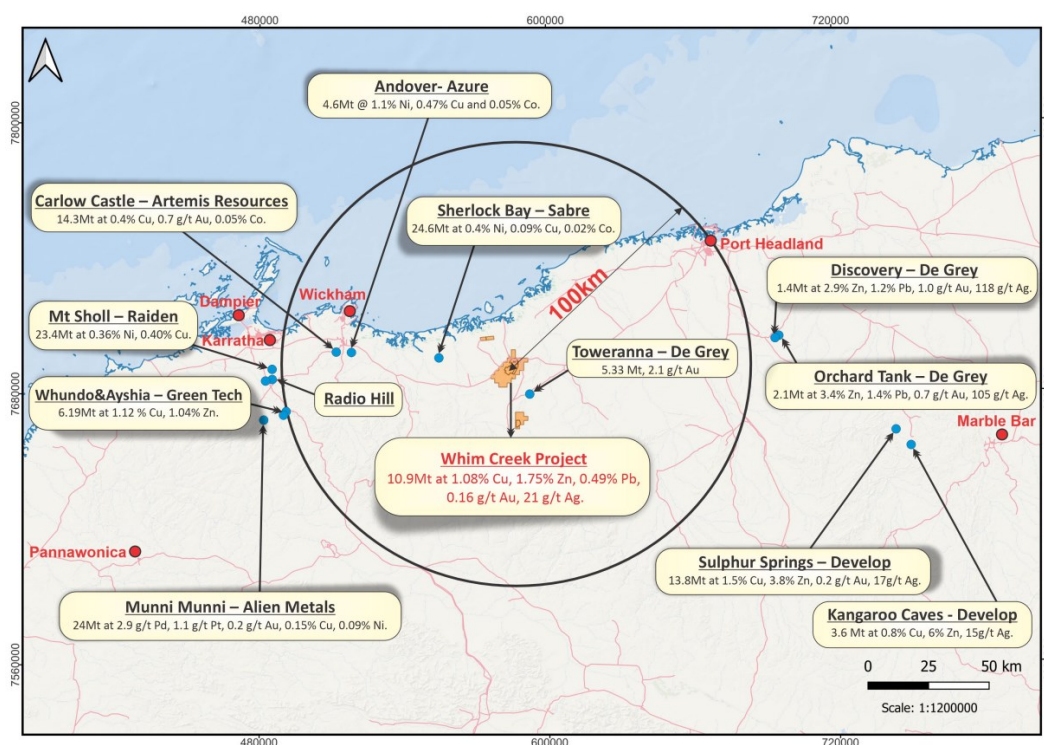 480000
600000
720000
7800000
Andover- Azure
4.6Mt @ 1.1% Ni, 0.47% Cu and 0.05% Co.
Carlow Castle – Artemis Resources
14.3Mt at 0.4% Cu, 0.7 g/t Au, 0.05% Co.
Sherlock Bay – Sabre
24.6Mt at 0.4% Ni, 0.09% Cu, 0.02% Co.
Port Headland
100km
Discovery – De Grey
1.4Mt at 2.9% Zn, 1.2% Pb, 1.0 g/t Au, 118 g/t Ag.
Dampier
Wickham
Mt Sholl – Raiden
23.4Mt at 0.36% Ni, 0.40% Cu.
Karratha
Toweranna – De Grey
5.33 Mt, 2.1 g/t Au
Orchard Tank – De Grey
2.1Mt at 3.4% Zn, 1.4% Pb, 0.7 g/t Au, 105 g/t Ag.
7680000
Whundo&Ayshia – Green Tech
6.19Mt at 1.12 % Cu, 1.04% Zn.
Radio Hill
Marble Bar
Whim Creek Project
10.9Mt at 1.08% Cu, 1.75% Zn, 0.49% Pb,
0.16 g/t Au, 21 g/t Ag.
Pannawonica
Sulphur Springs – Develop
13.8Mt at 1.5% Cu, 3.8% Zn, 0.2 g/t Au, 17g/t Ag.
Munni Munni – Alien Metals
24Mt at 2.9 g/t Pd, 1.1 g/t Pt, 0.2 g/t Au, 0.15% Cu, 0.09% Ni.
Kangaroo Caves - Develop
3.6 Mt at 0.8% Cu, 6% Zn, 15g/t Ag.
7560000
0 25 50 km
Scale: 1:1200000
480000
600000
720000